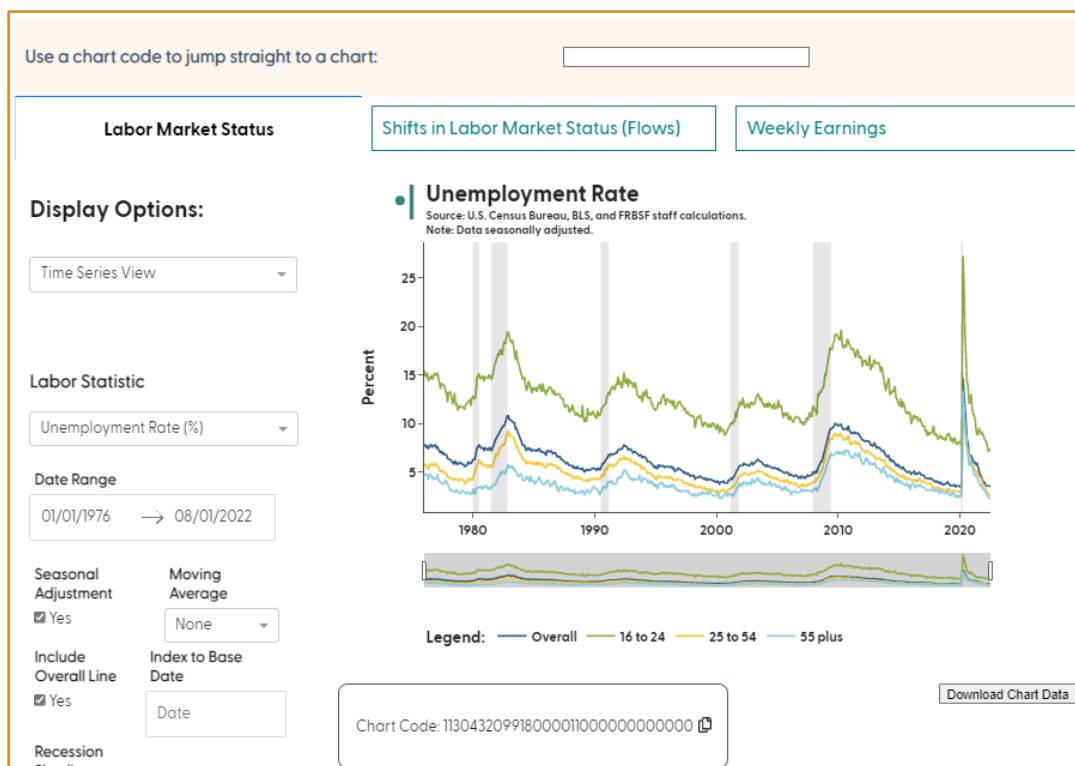 Use a chart code to jump straight to a chart:
Labor Market Status
Shifts in Labor Market Status (Flows)
Weekly Earnings
Display Options:
Time Series View
Labor Statistic
Unemployment Rate (%)
Date Range
01/01/1976 → 08/01/2022
Seasonal Adjustment
Yes
Moving Average
None
Include Overall Line
Yes
Index to Base Date
Date
Recession
Unemployment Rate
Source: U.S. Census Bureau, BLS, and FRBSF staff calculations.
Note: Data seasonally adjusted.
Percent
25
20
15
10
5
1980 1990 2000 2010 2020
Legend: Overall 16 to 24 25 to 54 55 plus
Download Chart Data